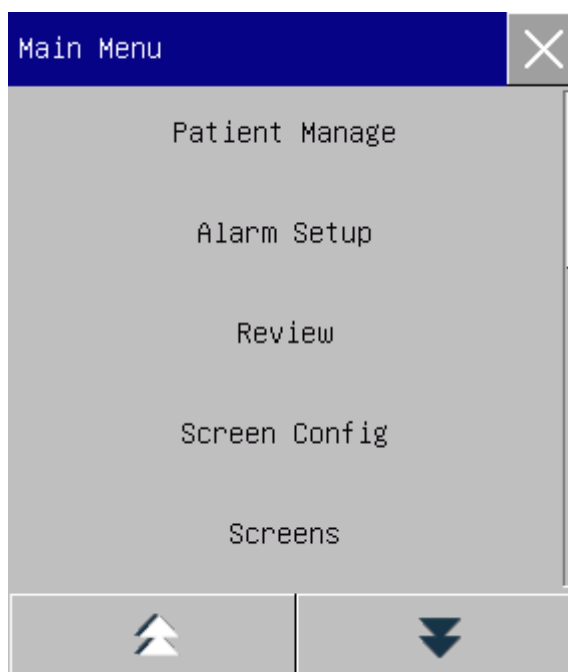 Main Menu
Patient Manage
Alarm Setup
Review
Screen Config
Screens